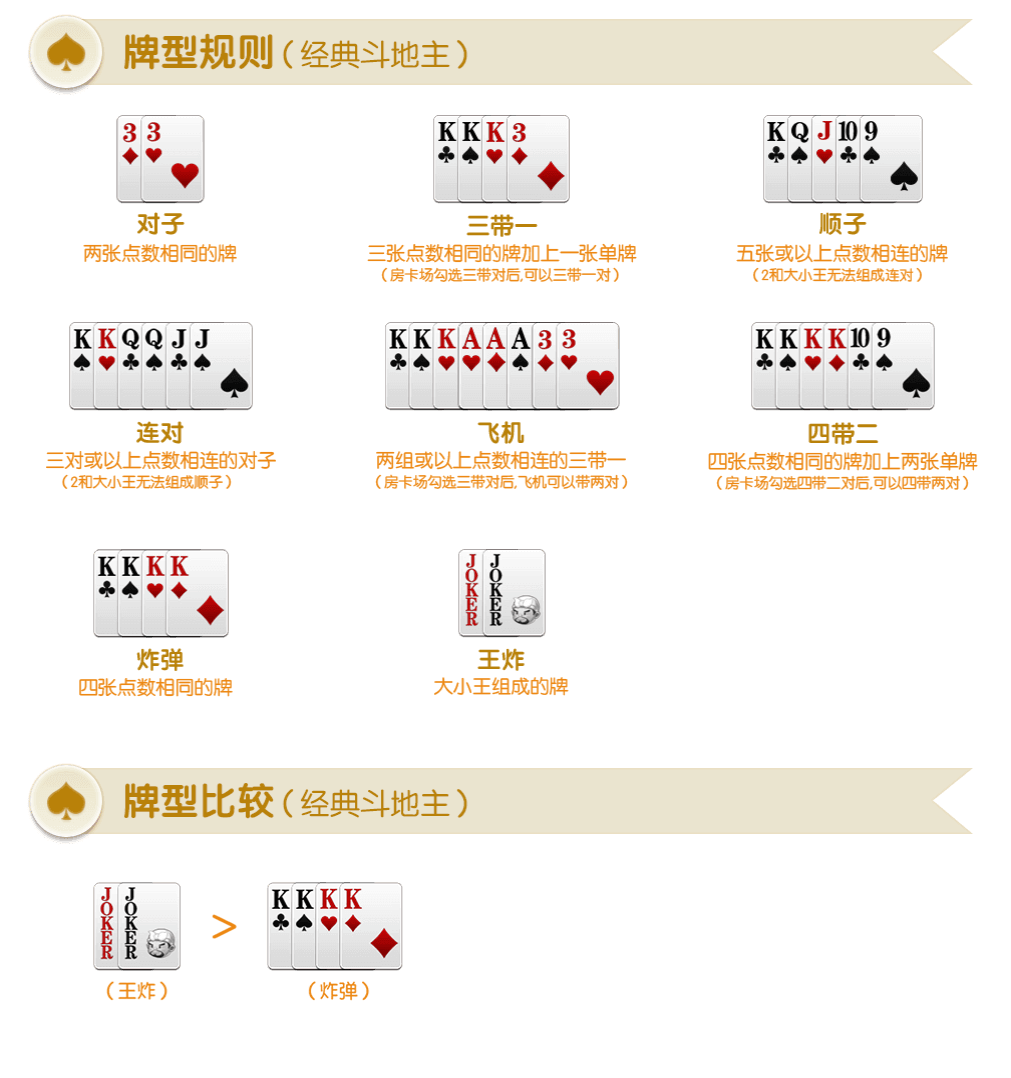 牌型规则（经典斗地主）
3 3
K K K 3
K Q J 10 9
对子
三带一
顺子
两张点数相同的牌
三张点数相同的牌加上一张单牌
五张或以上点数相连的牌
（房卡场勾选三带对后,可以三带一对）
（2和大小王无法组成连对）
K K Q Q J J
K K K A A A 3 3
K K K K 10 9
连对
飞机
四带二
三对或以上点数相连的对子
两组或以上点数相连的三带一
四张点数相同的牌加上两张单牌
（2和大小王无法组成顺子）
（房卡场勾选三带对后,飞机可以带两对）
（房卡场勾选四带二对后,可以四带两对）
K K K K
JOKER JOKER
炸弹
王炸
四张点数相同的牌
大小王组成的牌
牌型比较（经典斗地主）
JOKER JOKER > K K K K
（王炸）
（炸弹）